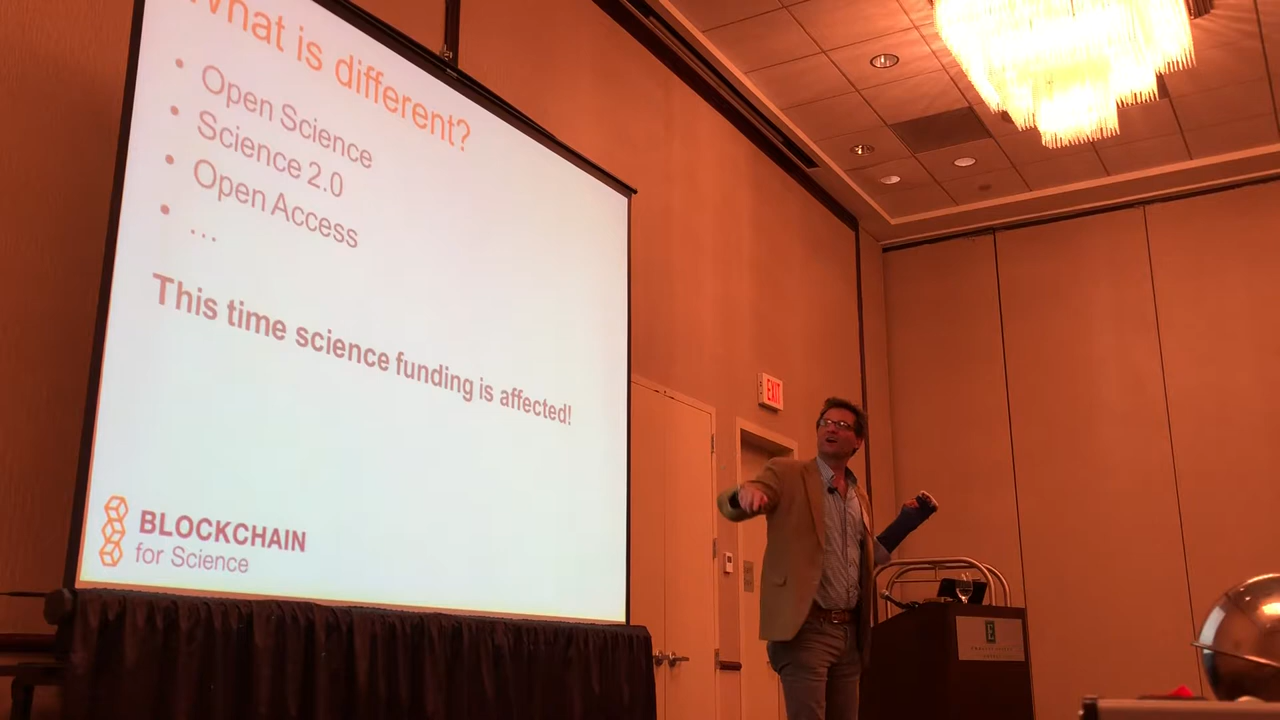 What is different?
• Open Science
• Science 2.0
• Open Access
• ...
This time science funding is affected!
BLOCKCHAIN
for Science
EXIT
E